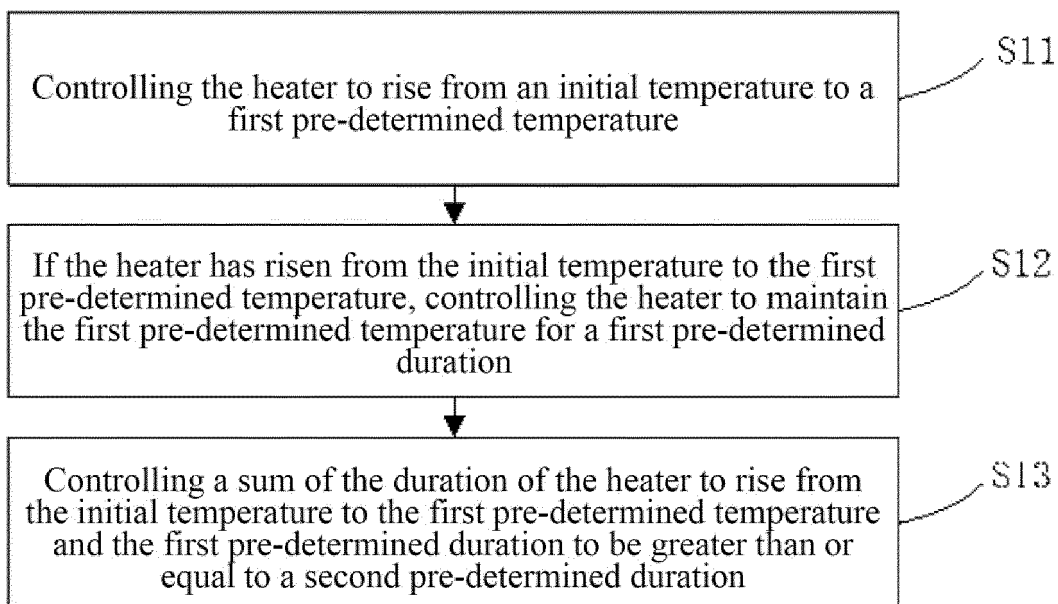 S11
Controlling the heater to rise from an initial temperature to a
first pre-determined temperature
S12
If the heater has risen from the initial temperature to the first
pre-determined temperature, controlling the heater to maintain
the first pre-determined temperature for a first pre-determined
duration
S13
Controlling a sum of the duration of the heater to rise from
the initial temperature to the first pre-determined temperature
and the first pre-determined duration to be greater than or
equal to a second pre-determined duration